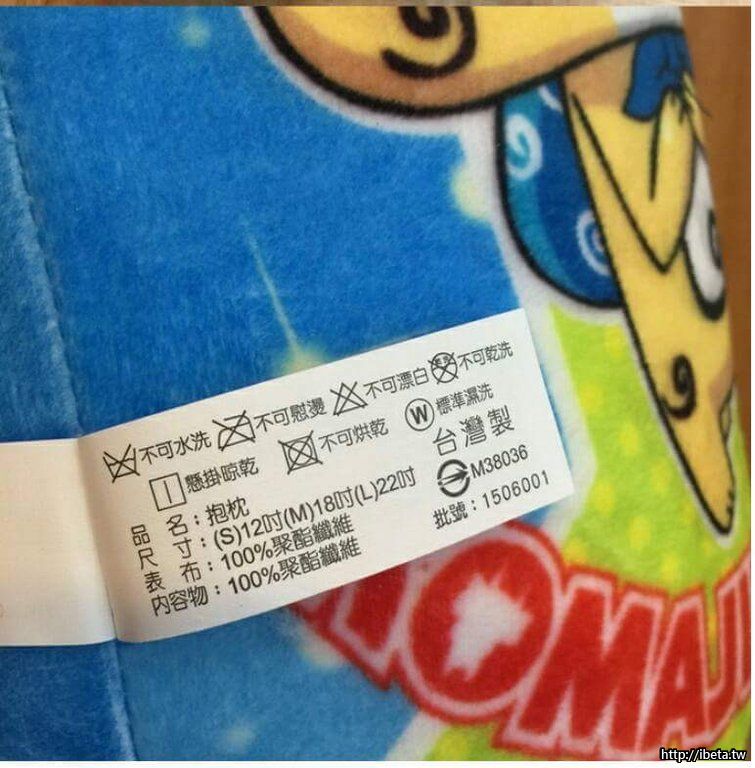 不可水洗 不可慰燙 不可漂白 不可乾洗
懸掛晾乾 不可烘乾 W 標準濕洗
台灣製
品 名：抱枕
尺 寸：(S)12吋(M)18吋(L)22吋
表 布：100%聚酯纖維
內容物：100%聚酯纖維
M38036
批號：1506001
OMAJ
http://ibeta.tw